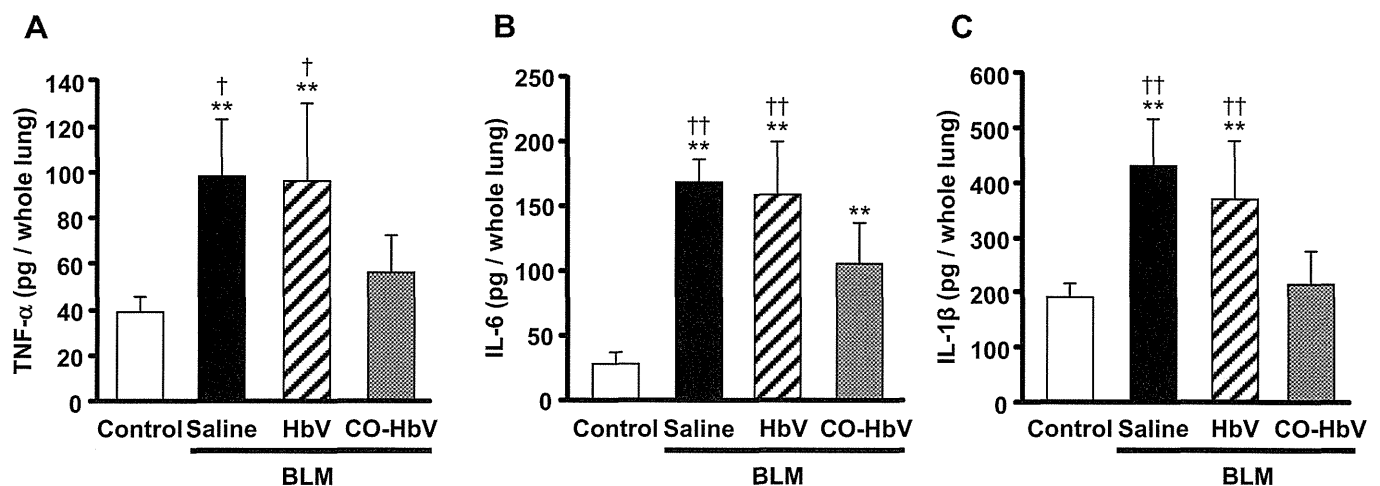 A
TNF-α (pg / whole lung)
140
120
100
80
60
40
20
0
†
**
†
**
Control Saline HbV CO-HbV
BLM
B
IL-6 (pg / whole lung)
250
200
150
100
50
0
††
**
††
**
**
Control Saline HbV CO-HbV
BLM
C
IL-1β (pg / whole lung)
600
500
400
300
200
100
0
††
**
††
**
Control Saline HbV CO-HbV
BLM